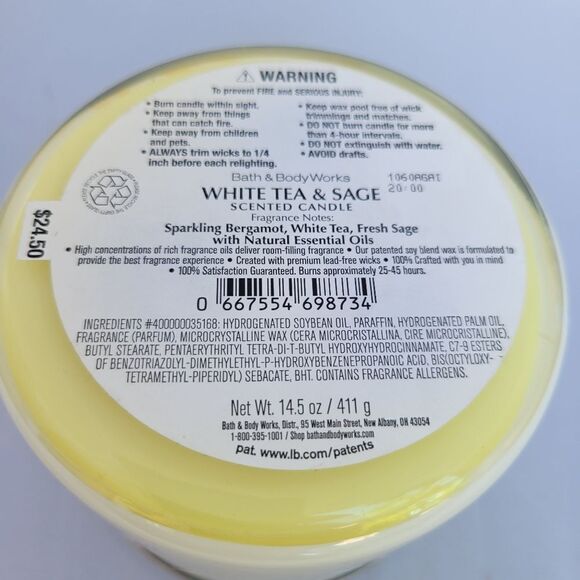 ⚠ WARNING
To prevent FIRE and SERIOUS INJURY:
• Burn candle within sight.
• Keep away from things
that can catch fire.
• Keep away from children
and pets.
• ALWAYS trim wicks to 1/4
inch before each relighting.
• Keep wax pool free of wick
trimmings and matches.
• DO NOT burn candle for more
than 4-hour intervals.
• DO NOT extinguish with water.
• AVOID drafts.
Bath & Body Works
WHITE TEA & SAGE
SCENTED CANDLE
20:00
Fragrance Notes:
Sparkling Bergamot, White Tea, Fresh Sage
with Natural Essential Oils
• High concentrations of rich fragrance oils deliver room-filling fragrance • Our patented soy blend wax is formulated to
provide the best fragrance experience • Created with premium lead-free wicks • 100% Crafted with you in mind
• 100% Satisfaction Guaranteed. Burns approximately 25-45 hours.
0 667554 698734
INGREDIENTS #400000035168: HYDROGENATED SOYBEAN OIL, PARAFFIN, HYDROGENATED PALM OIL,
FRAGRANCE (PARFUM), MICROCRYSTALLINE WAX (CERA MICROCRISTALLINA, CIRE MICROCRISTALLINE),
BUTYL STEARATE, PENTAERYTHRITYL TETRA-DI-T-BUTYL HYDROXYHYDROCINNAMATE, C7-9 ESTERS
OF BENZOTRIAZOLYL-DIMETHYLETHYL-P-HYDROXYBENZENEPROPANOIC ACID, BIS(OCTYLOXY-
TETRAMETHYL-PIPERIDYL) SEBACATE, BHT. CONTAINS FRAGRANCE ALLERGENS.
Net Wt. 14.5 oz / 411 g
Bath & Body Works, Distr., 95 West Main Street, New Albany, OH 43054
1-800-395-1001 / Shop bathandbodyworks.com
pat. www.lb.com/patents
$24.50